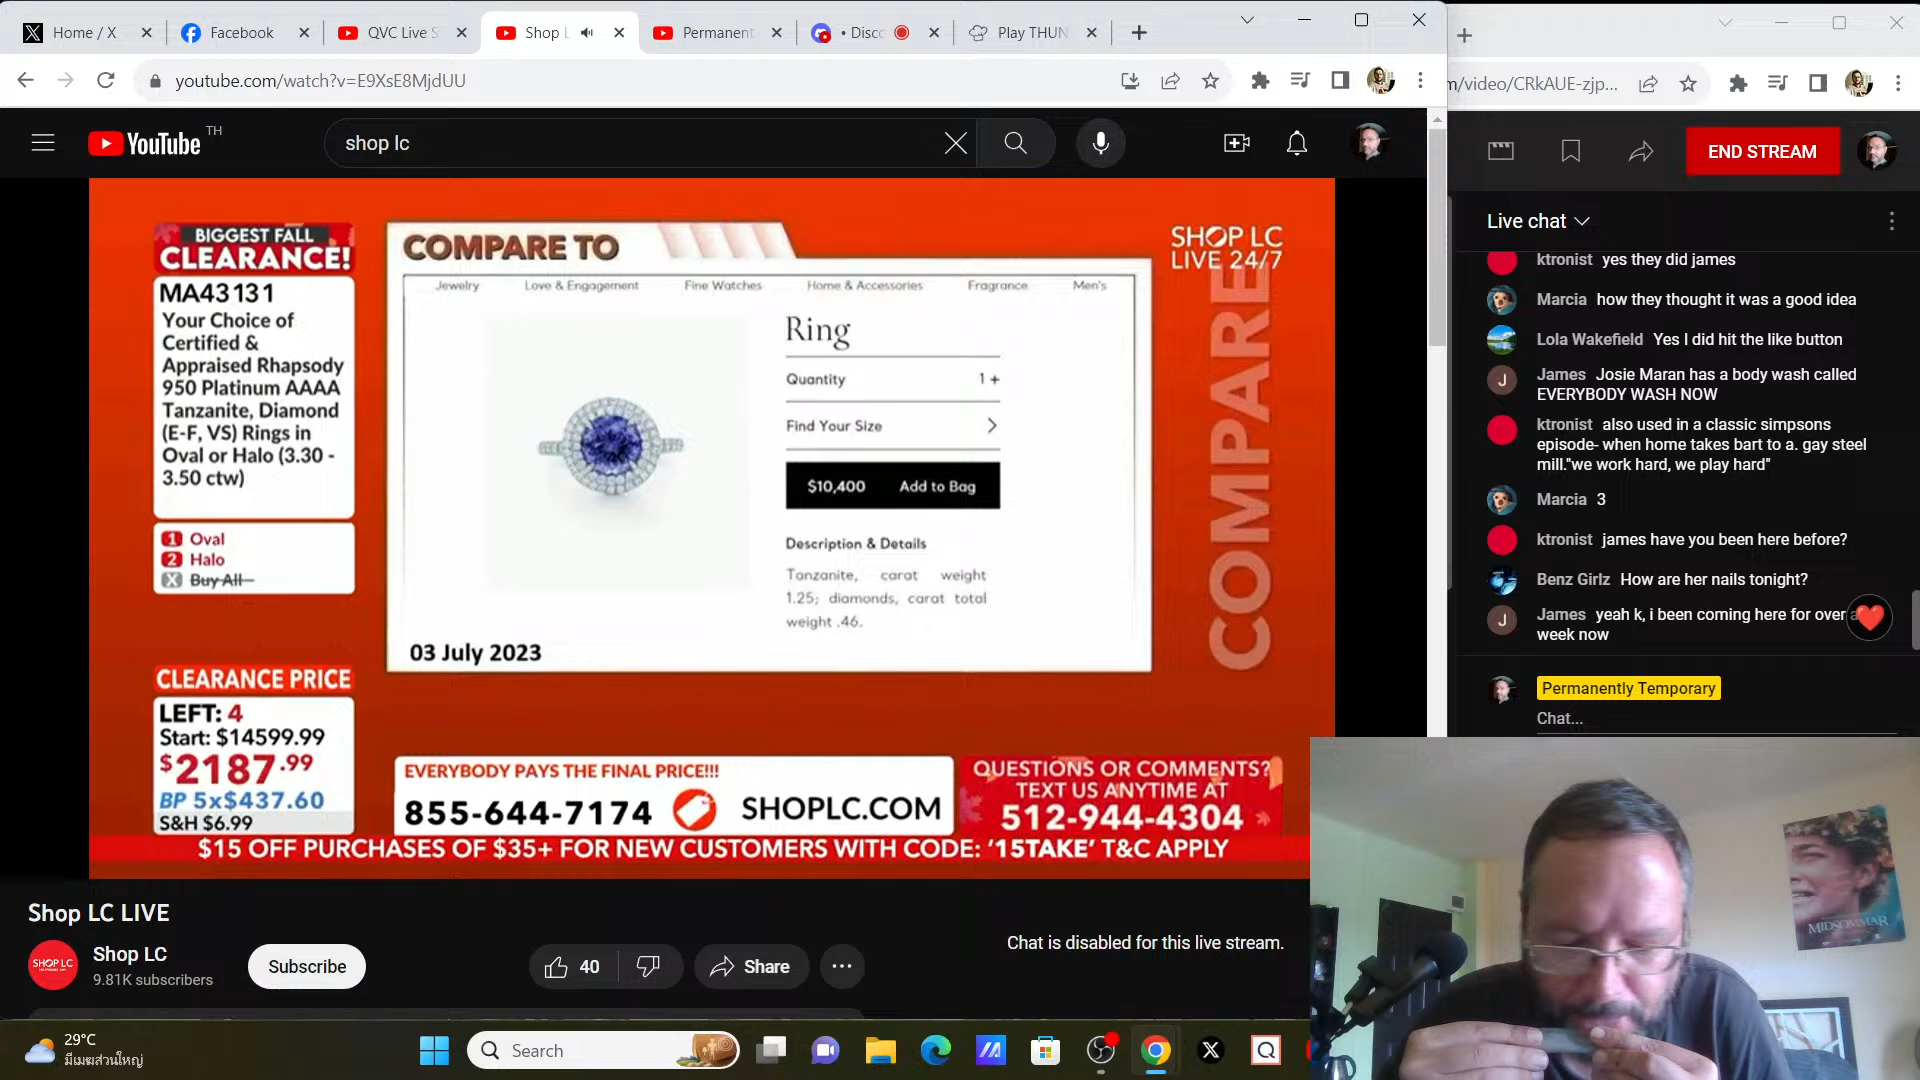 Home / X
Facebook
QVC Live S
Shop L
Permanent
• Disco
Play THUN
youtube.com/watch?v=E9XsE8MjdUU
m/video/CRkAUE-zjp...
YouTube TH
shop lc
END STREAM
BIGGEST FALL
CLEARANCE!
MA43131
Your Choice of
Certified &
Appraised Rhapsody
950 Platinum AAAA
Tanzanite, Diamond
(E-F, VS) Rings in
Oval or Halo (3.30 -
3.50 ctw)
1 Oval
2 Halo
X Buy All
CLEARANCE PRICE
LEFT: 4
Start: $14599.99
$2187.99
BP 5x$437.60
S&H $6.99
COMPARE TO
Jewelry Love & Engagement Fine Watches Home & Accessories Fragrance Men's
Ring
Quantity 1 +
Find Your Size
$10,400 Add to Bag
Description & Details
Tanzanite, carat weight
1.25; diamonds, carat total
weight .46.
03 July 2023
SHOP LC
LIVE 24/7
COMPARE
EVERYBODY PAYS THE FINAL PRICE!!!
855-644-7174 SHOPLC.COM
QUESTIONS OR COMMENTS?
TEXT US ANYTIME AT
512-944-4304
$15 OFF PURCHASES OF $35+ FOR NEW CUSTOMERS WITH CODE: '15TAKE' T&C APPLY
Shop LC LIVE
SHOP LC
Shop LC
9.81K subscribers
Subscribe
40
Share
Chat is disabled for this live stream.
Live chat
ktronist yes they did james
Marcia how they thought it was a good idea
Lola Wakefield Yes I did hit the like button
J James Josie Maran has a body wash called
EVERYBODY WASH NOW
ktronist also used in a classic simpsons
episode- when home takes bart to a. gay steel
mill."we work hard, we play hard"
Marcia 3
ktronist james have you been here before?
Benz Girlz How are her nails tonight?
J James yeah k, i been coming here for over a
week now
Permanently Temporary
Chat...
MIDSOMMAR
29°C
มีเมฆส่วนใหญ่
Search